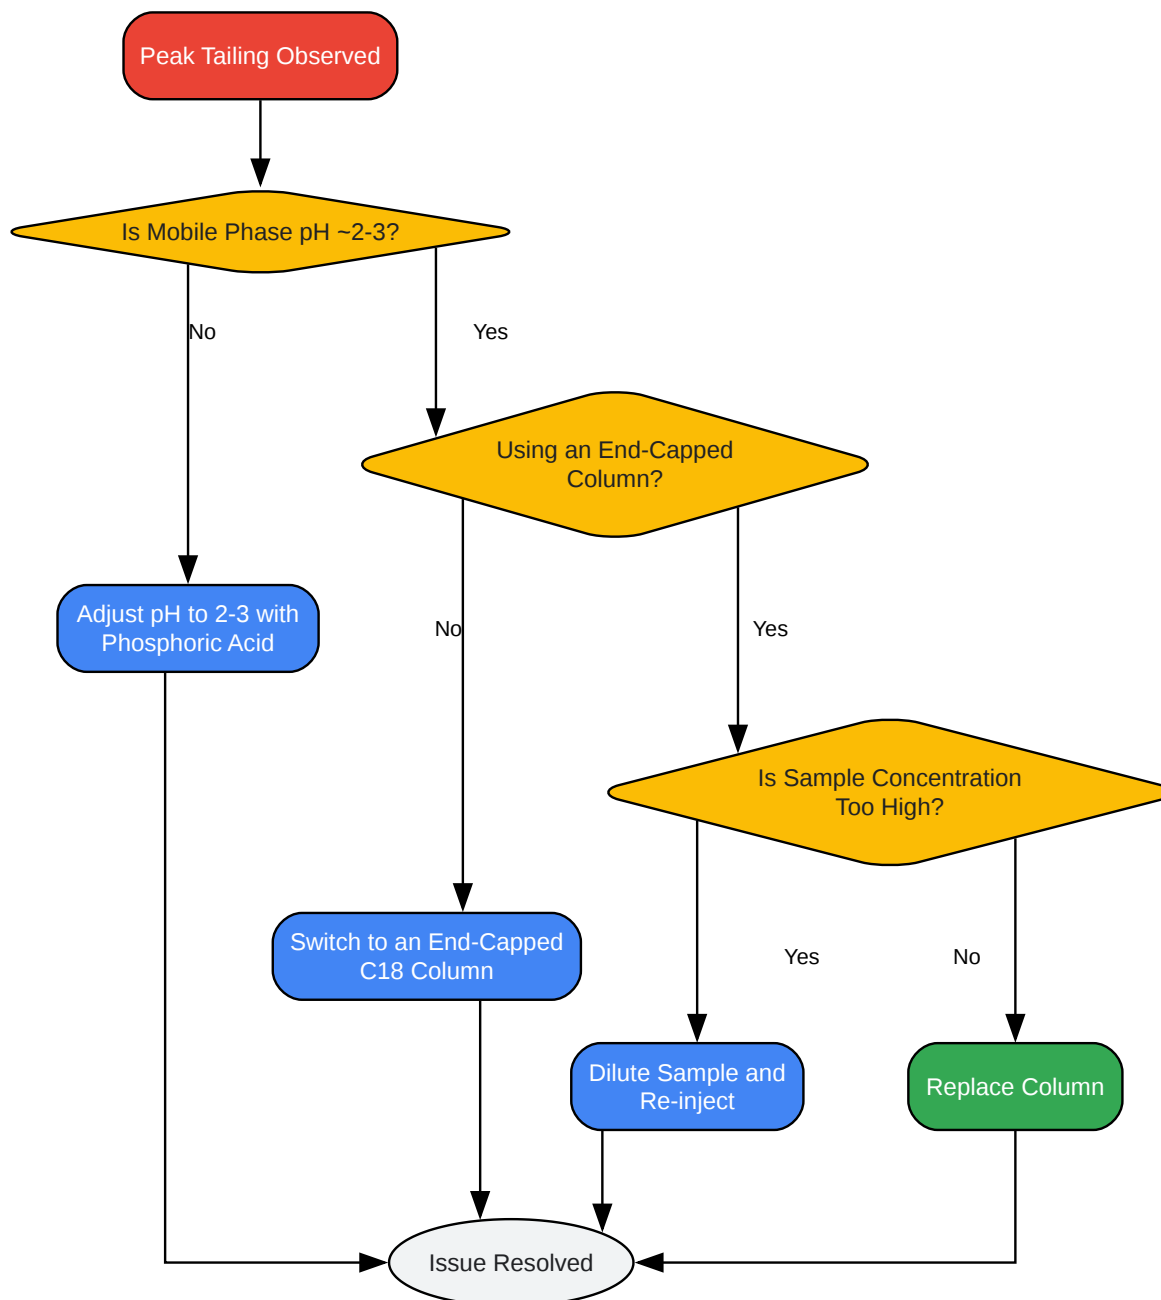 Peak Tailing Observed
Is Mobile Phase pH ~2-3?
No
Yes
Using an End-Capped
Column?
Adjust pH to 2-3 with
Phosphoric Acid
No
Yes
Is Sample Concentration
Too High?
Switch to an End-Capped
C18 Column
Yes
No
Dilute Sample and
Re-inject
Replace Column
Issue Resolved